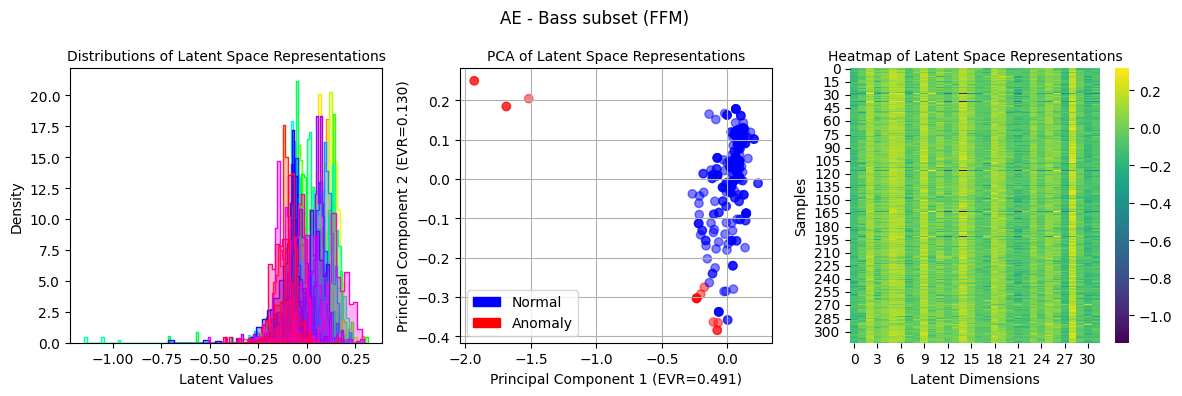 AE - Bass subset (FFM)
Distributions of Latent Space Representations
Density
20.0
17.5
15.0
12.5
10.0
7.5
5.0
2.5
0.0
−1.00 −0.75 −0.50 −0.25 0.00 0.25
Latent Values
PCA of Latent Space Representations
Principal Component 2 (EVR=0.130)
0.2
0.1
0.0
−0.1
−0.2
−0.3
−0.4
Normal
Anomaly
−2.0 −1.5 −1.0 −0.5 0.0
Principal Component 1 (EVR=0.491)
Heatmap of Latent Space Representations
Samples
0
15
30
45
60
75
90
105
120
135
150
165
180
195
210
225
240
255
270
285
300
0 3 6 9 12 15 18 21 24 27 30
Latent Dimensions
0.2
0.0
−0.2
−0.4
−0.6
−0.8
−1.0